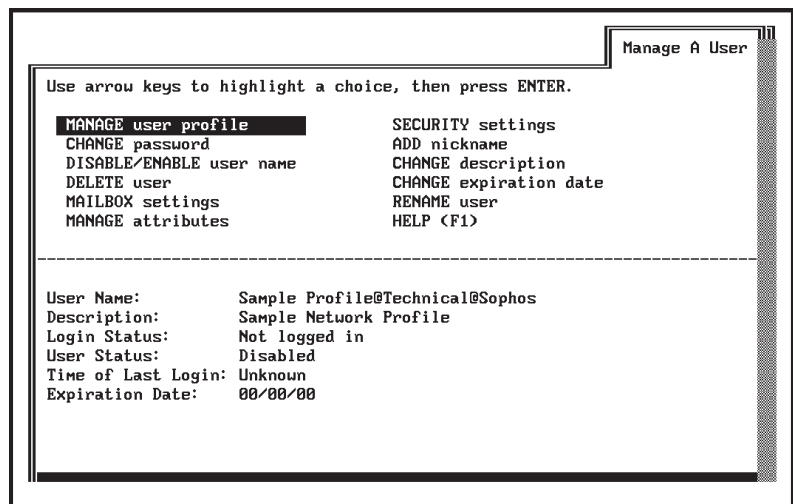 Manage A User
Use arrow keys to highlight a choice, then press ENTER.
MANAGE user profile SECURITY settings
CHANGE password ADD nickname
DISABLE/ENABLE user name CHANGE description
DELETE user CHANGE expiration date
MAILBOX settings RENAME user
MANAGE attributes HELP (F1)
User Name: Sample Profile@Technical@Sophos
Description: Sample Network Profile
Login Status: Not logged in
User Status: Disabled
Time of Last Login: Unknown
Expiration Date: 00/00/00